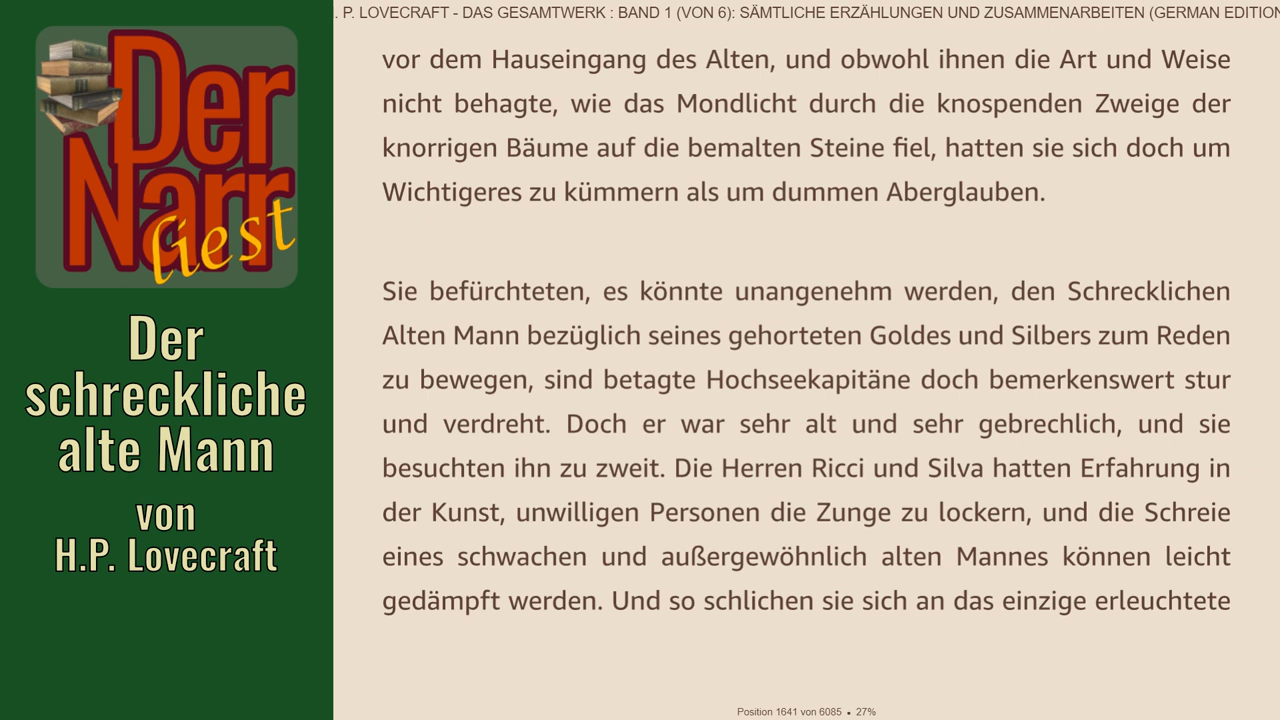 Der
Narr
liest
Der
schreckliche
alte Mann
von
H.P. Lovecraft
. P. LOVECRAFT - DAS GESAMTWERK : BAND 1 (VON 6): SÄMTLICHE ERZÄHLUNGEN UND ZUSAMMENARBEITEN (GERMAN EDITION
vor dem Hauseingang des Alten, und obwohl ihnen die Art und Weise
nicht behagte, wie das Mondlicht durch die knospenden Zweige der
knorrigen Bäume auf die bemalten Steine fiel, hatten sie sich doch um
Wichtigeres zu kümmern als um dummen Aberglauben.
Sie befürchteten, es könnte unangenehm werden, den Schrecklichen
Alten Mann bezüglich seines gehorteten Goldes und Silbers zum Reden
zu bewegen, sind betagte Hochseekapitäne doch bemerkenswert stur
und verdreht. Doch er war sehr alt und sehr gebrechlich, und sie
besuchten ihn zu zweit. Die Herren Ricci und Silva hatten Erfahrung in
der Kunst, unwilligen Personen die Zunge zu lockern, und die Schreie
eines schwachen und außergewöhnlich alten Mannes können leicht
gedämpft werden. Und so schlichen sie sich an das einzige erleuchtete
Position 1641 von 6085 • 27%